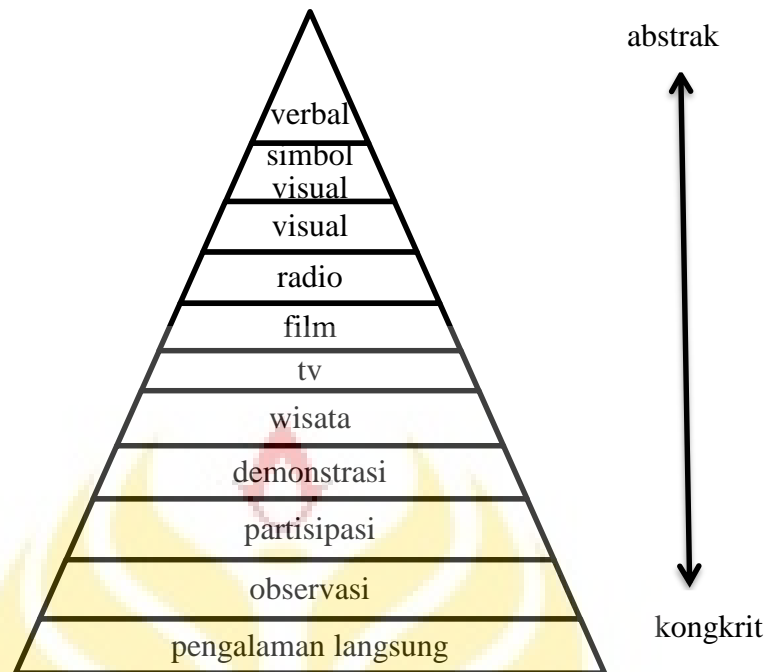 abstrak
verbal
simbol
visual
visual
radio
film
tv
wisata
demonstrasi
partisipasi
observasi
kongkrit
pengalaman langsung